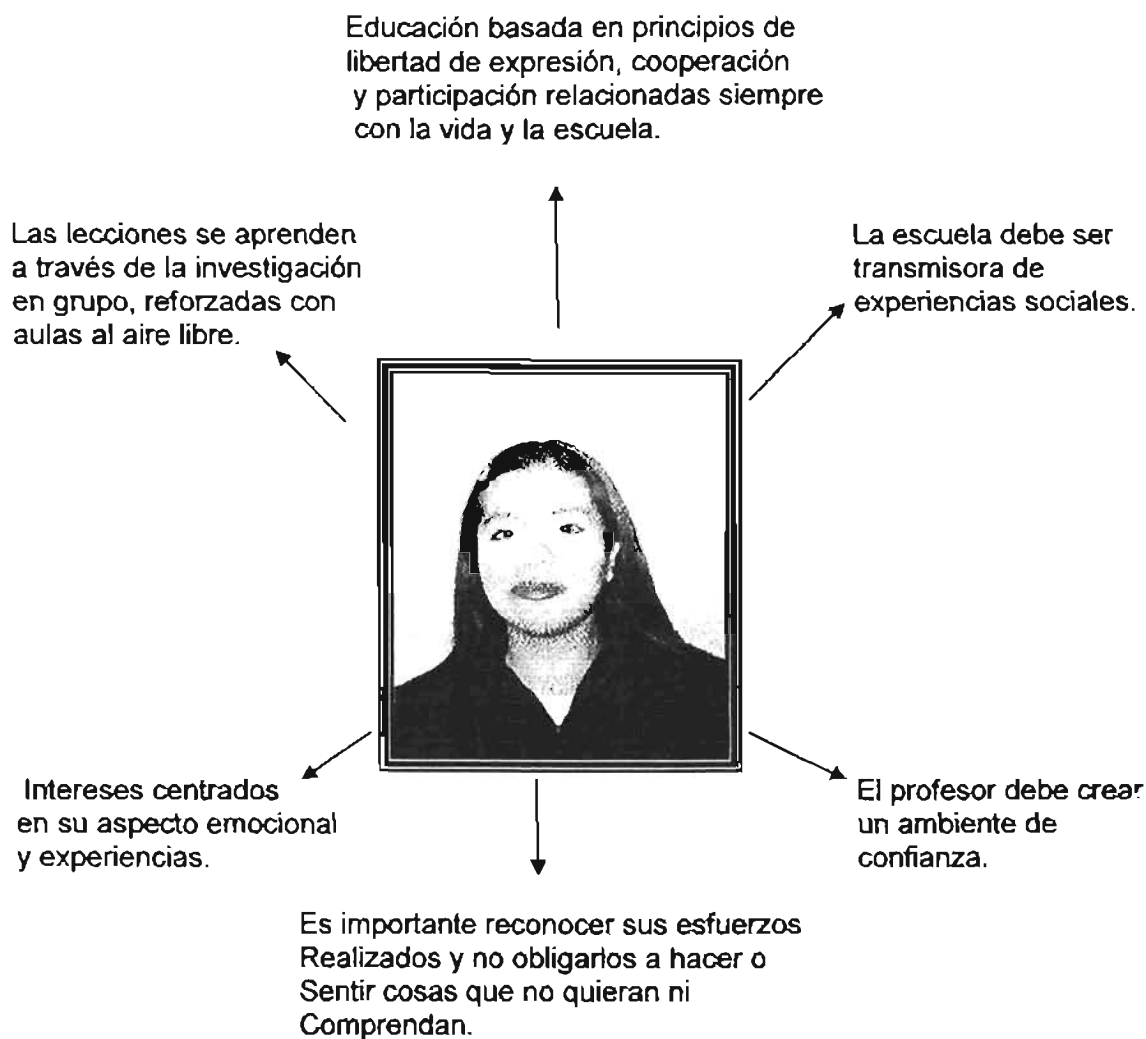 Educación basada en principios de
libertad de expresión, cooperación
y participación relacionadas siempre
con la vida y la escuela.
Las lecciones se aprenden
a través de la investigación
en grupo, reforzadas con
aulas al aire libre.
La escuela debe ser
transmisora de
experiencias sociales.
Intereses centrados
en su aspecto emocional
y experiencias.
El profesor debe crear
un ambiente de
confianza.
Es importante reconocer sus esfuerzos
Realizados y no obligarlos a hacer o
Sentir cosas que no quieran ni
Comprendan.